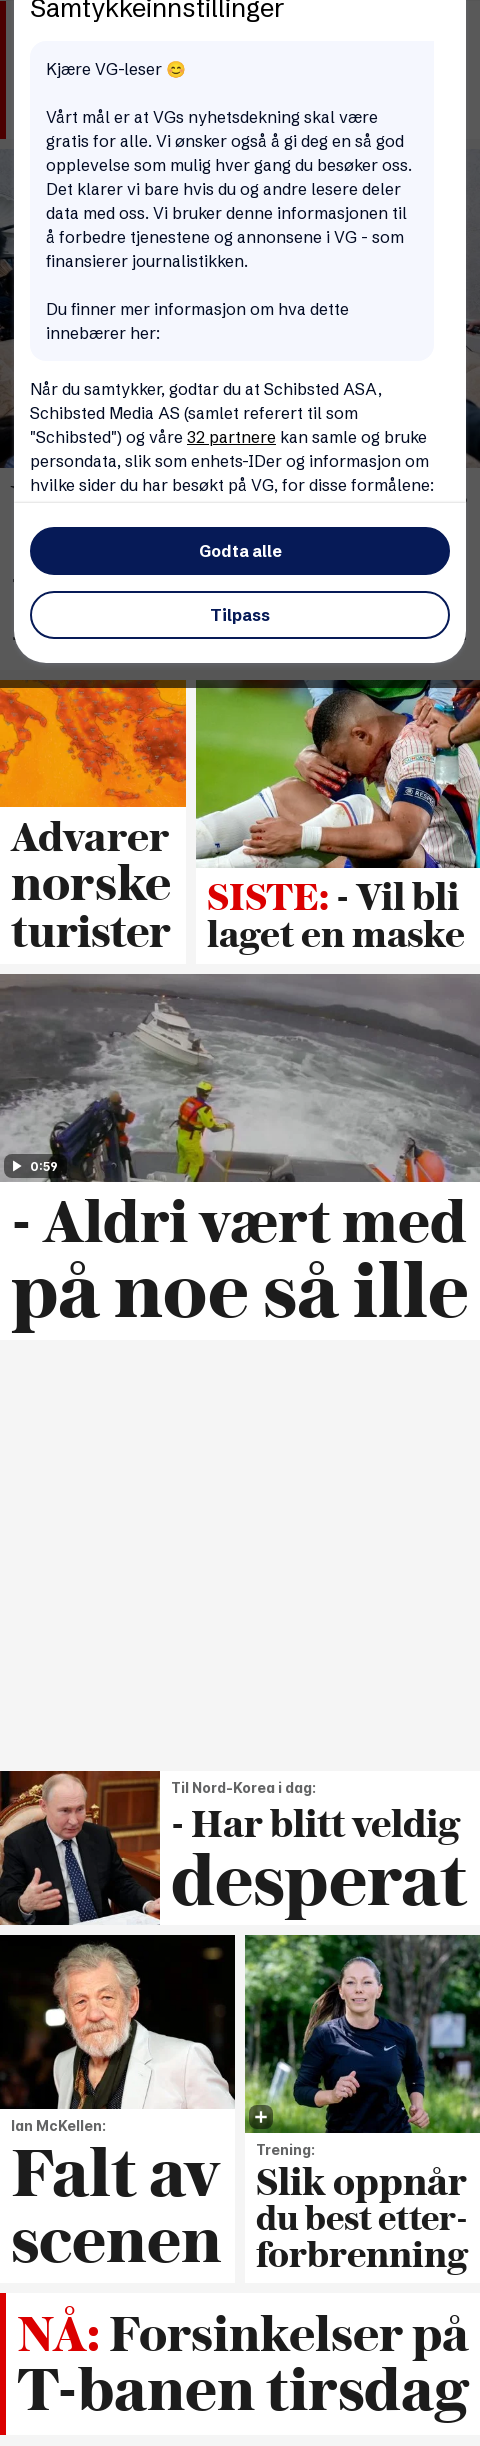 Samtykkeinnstillinger
Kjære VG-leser 😊
Vårt mål er at VGs nyhetsdekning skal være
gratis for alle. Vi ønsker også å gi deg en så god
opplevelse som mulig hver gang du besøker oss.
Det klarer vi bare hvis du og andre lesere deler
data med oss. Vi bruker denne informasjonen til
å forbedre tjenestene og annonsene i VG - som
finansierer journalistikken.
Du finner mer informasjon om hva dette
innebærer her:
Når du samtykker, godtar du at Schibsted ASA,
Schibsted Media AS (samlet referert til som
"Schibsted") og våre 32 partnere kan samle og bruke
persondata, slik som enhets-IDer og informasjon om
hvilke sider du har besøkt på VG, for disse formålene:
Godta alle
Tilpass
Advarer
norske
turister
SISTE: - Vil bli
laget en maske
0:59
- Aldri vært med
på noe så ille
Til Nord-Korea i dag:
- Har blitt veldig
desperat
Ian McKellen:
Falt av
scenen
Trening:
Slik oppnår
du best etter-
forbrenning
NÅ: Forsinkelser på
T-banen tirsdag